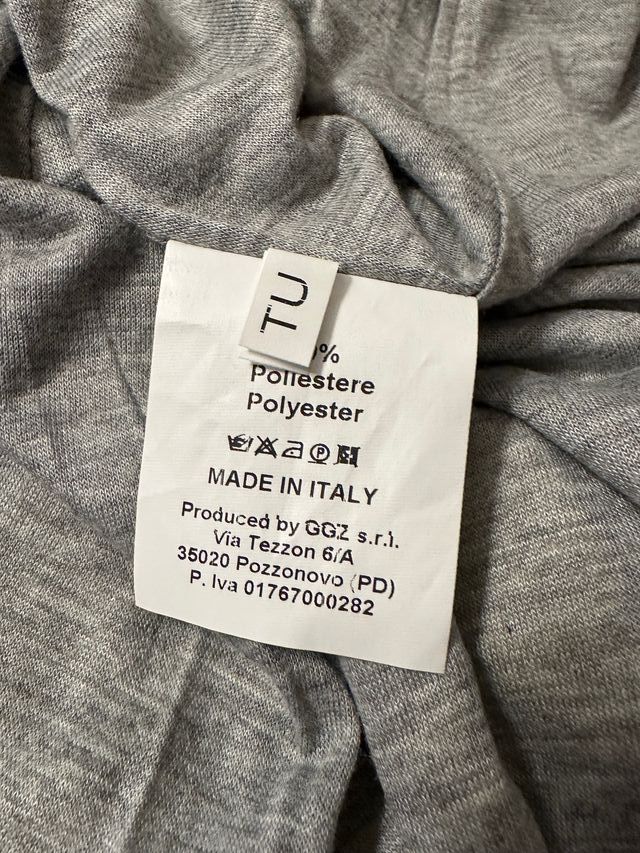 TU
%
Poliestere
Polyester
MADE IN ITALY
Produced by GGZ s.r.l.
Via Tezzon 6/A
35020 Pozzonovo (PD)
P. Iva 01767000282